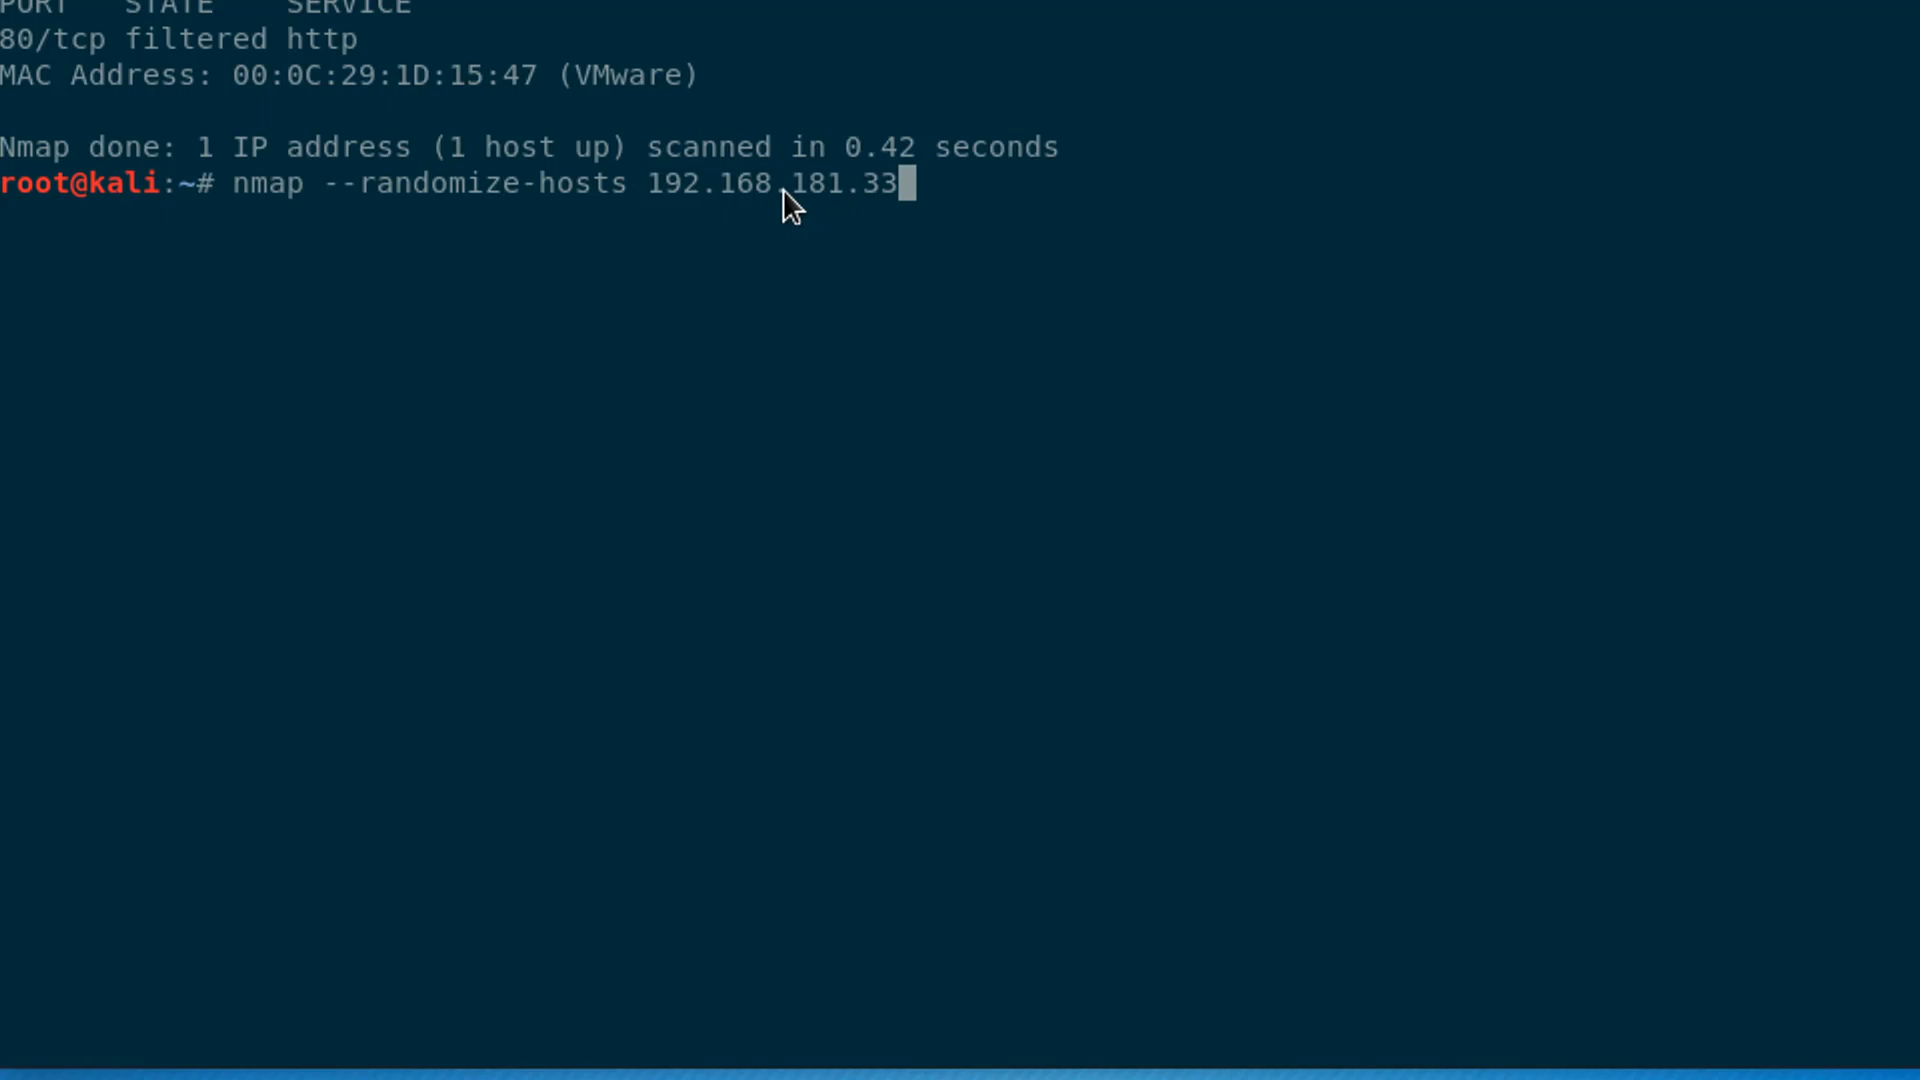 PORT   STATE    SERVICE
80/tcp filtered http
MAC Address: 00:0C:29:1D:15:47 (VMware)
Nmap done: 1 IP address (1 host up) scanned in 0.42 seconds
root@kali:~# nmap --randomize-hosts 192.168.181.33